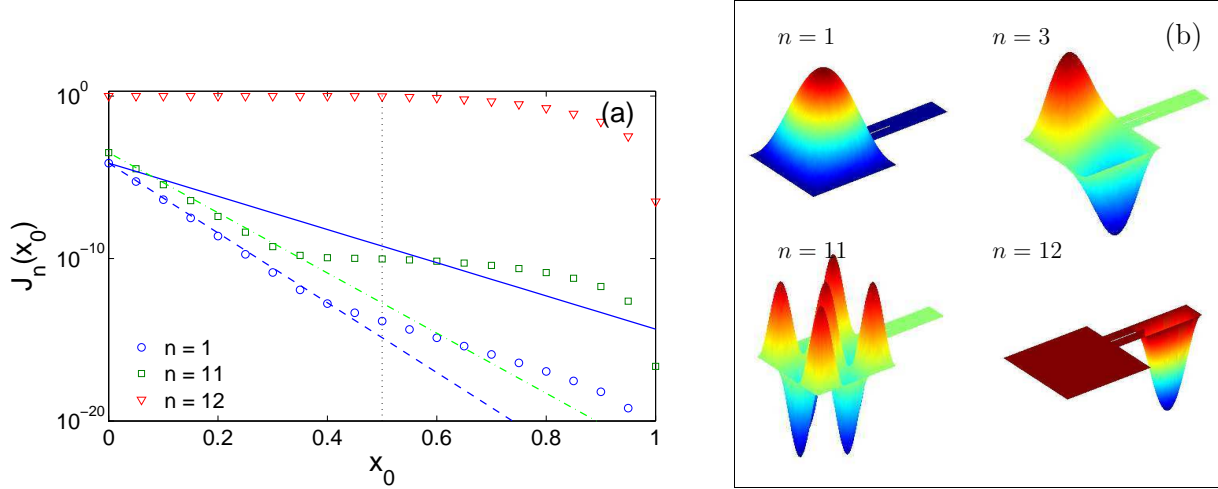 n = 1
n = 3
(b)
10^0
(a)
10^-10
J_n(x_0)
n = 11
n = 12
n = 1
n = 11
n = 12
10^-20
0
0.2
0.4
0.6
0.8
1
x_0